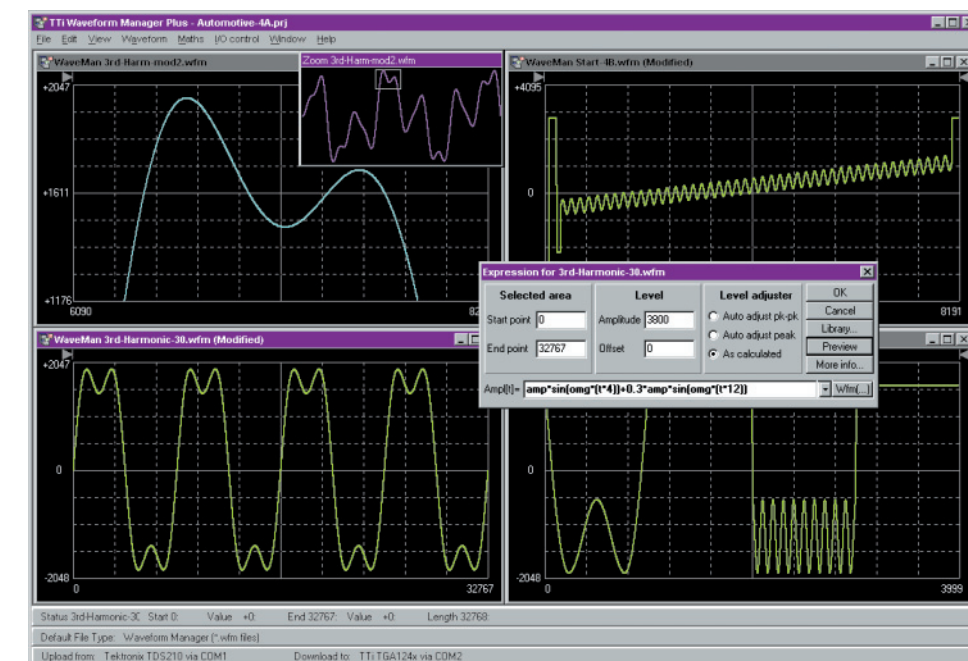 TTi Waveform Manager Plus - Automotive-4A.prj
File Edit View Waveform Maths I/O control Window Help
WaveMan 3rd-Harm-mod2.wfm
Zoom 3rd-Harm-mod2.wfm
WaveMan Start-4B.wfm (Modified)
+2047
+1611
+1176
6090
+4095
0
8191
Expression for 3rd-Harmonic-30.wfm
Selected area
Start point 0
End point 32767
Level
Amplitude 3800
Offset 0
Level adjuster
Auto adjust pk-pk
Auto adjust peak
As calculated
OK
Cancel
Library...
Preview
More info...
Ampl(t)= amp*sin(omg*(t*4))+0.3*amp*sin(omg*(t*12)) Wfm(...)
WaveMan 3rd-Harmonic-30.wfm (Modified)
+2047
0
-2048
0
32767
0
-2048
0
3999
Status 3rd-Harmonic-30 Start 0: Value +0: End 32767: Value +0: Length 32768:
Default File Type: Waveform Manager (*.wfm files)
Upload from: Tektronix TDS210 via COM1 Download to: TTi TGA124x via COM2